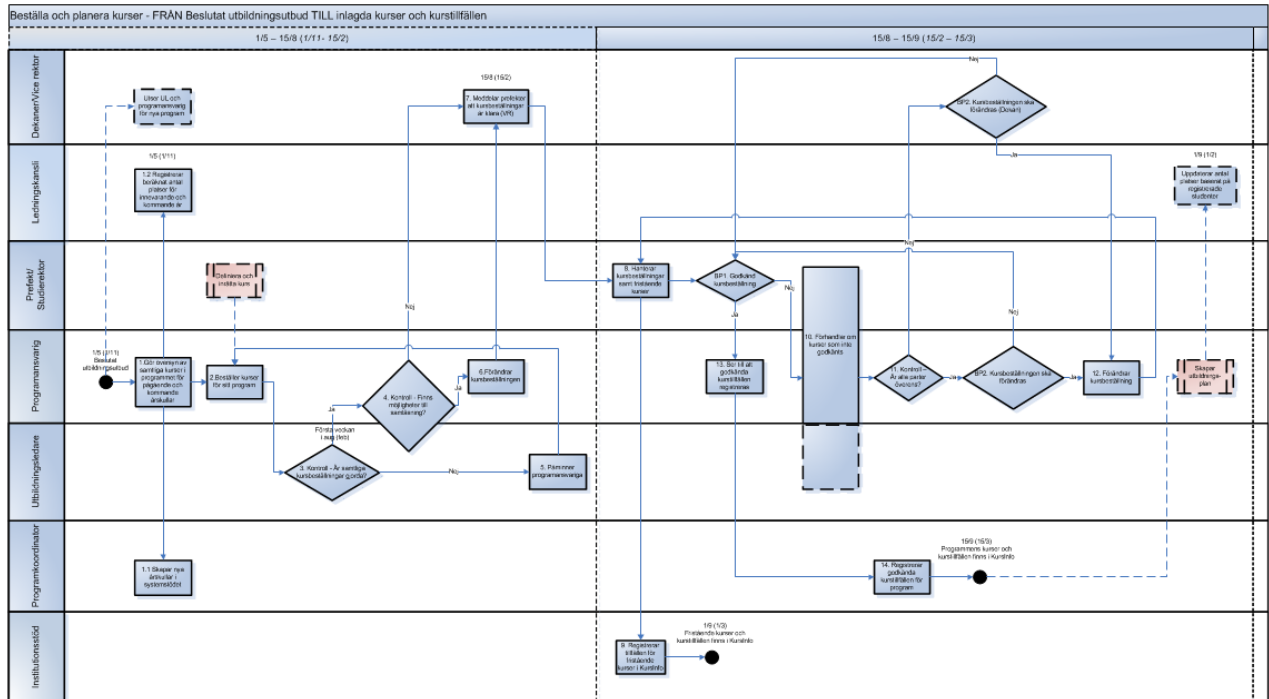 Beställa och planera kurser - FRÅN Beslutat utbildningsutbud TILL inlagda kurser och kurstillfällen
1/5 – 15/8 (1/11- 15/2)
15/8 – 15/9 (15/2 – 15/3)
Dekaner/Vice rektor
Utser UL och
programansvarig
för nya program
15/8 (15/2)
7. Meddelar prefekter
att kursbeställningar
är klara (VR)
Nej
BP2. Kursbeställningen ska
förändras (Dekan)
Ja
Ledningskansli
1/5 (1/11)
1.2 Registrerar
beräknat antal
platser för
innevarande och
kommande år
1/9 (1/2)
Uppdaterar antal
platser baserat på
registrerade
studenter
Prefekt/
Studierektor
Definiera och
inrätta kurs
Nej
8. Hanterar
kursbeställningar
samt fristående
kurser
BP1. Godkänd
kursbeställning
Nej
Ja
Nej
Nej
Programansvarig
1/5 (1/11)
Beslutat
utbildningsutbud
1.Gör översyn av
samtliga kurser i
programmet för
pågående och
kommande
årskullar
2.Beställer kurser
för sitt program
Ja
4. Kontroll - Finns
möjligheter till
samläsning?
Ja
6.Förändrar
kursbeställningen
13. Ser till att
godkända
kurstillfällen
registreras
10. Förhandlar om
kurser som inte
godkänts
11. Kontroll -
Är alla parter
överens?
Ja
BP2. Kursbeställningen ska
förändras
Ja
12. Förändrar
kursbeställning
Skapar
utbildnings-
plan
Utbildningsledare
Första veckan
i aug (feb)
3. Kontroll - Är samtliga
kursbeställningar gjorda?
Nej
5. Påminner
programansvariga
Programkoordinator
1.1 Skapar nya
årskullar i
systemstödet
14. Registrerar
godkända
kurstillfällen för
program
15/9 (15/3)
Programmens kurser och
kurstillfällen finns i KursInfo
Institutionsstöd
9. Registrerar
tillfällen för
fristående
kurser i KursInfo
1/9 (1/3)
Fristående kurser och
kurstillfällen finns i KursInfo